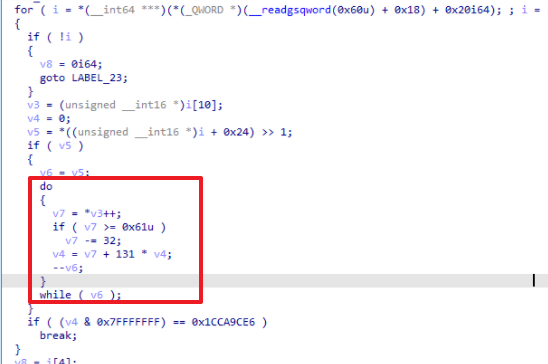 for ( i = *(__int64 ***)(*(_QWORD *)(__readgsqword(0x60u) + 0x18) + 0x20i64); ; i =
{
if ( !i )
{
v8 = 0i64;
goto LABEL_23;
}
v3 = (unsigned __int16 *)i[10];
v4 = 0;
v5 = *((unsigned __int16 *)i + 0x24) >> 1;
if ( v5 )
{
v6 = v5;
do
{
v7 = *v3++;
if ( v7 >= 0x61u )
v7 -= 32;
v4 = v7 + 131 * v4;
--v6;
}
while ( v6 );
}
if ( (v4 & 0x7FFFFFFF) == 0x1CCA9CE6 )
break;
}
v8 = i[4];